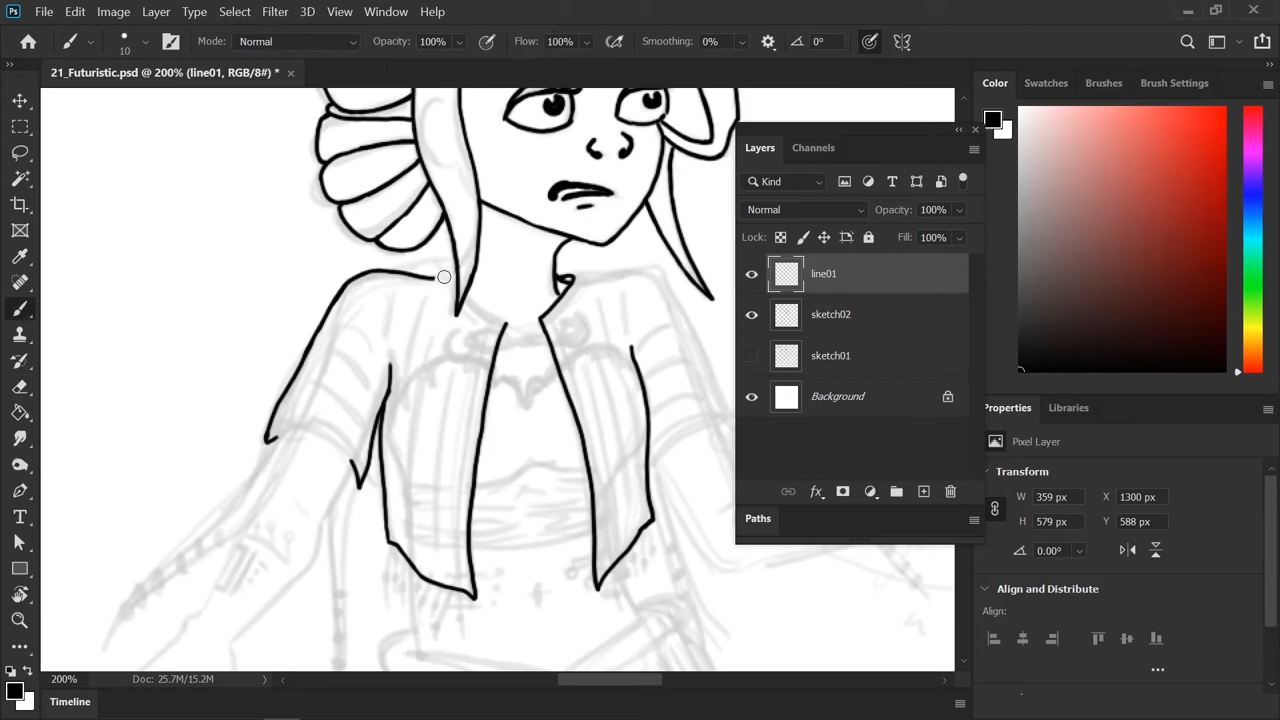 Ps File Edit Image Layer Type Select Filter 3D View Window Help
10 Mode: Normal Opacity: 100% Flow: 100% Smoothing: 0% 0°
21_Futuristic.psd @ 200% (line01, RGB/8#) *
Color Swatches Brushes Brush Settings
Layers Channels
Kind
Normal Opacity: 100%
Lock: Fill: 100%
line01
sketch02
sketch01
Background
Paths
Properties Libraries
Pixel Layer
Transform
W 359 px X 1300 px
H 579 px Y 588 px
0.00°
Align and Distribute
Align:
200% Doc: 25.7M/15.2M
Timeline